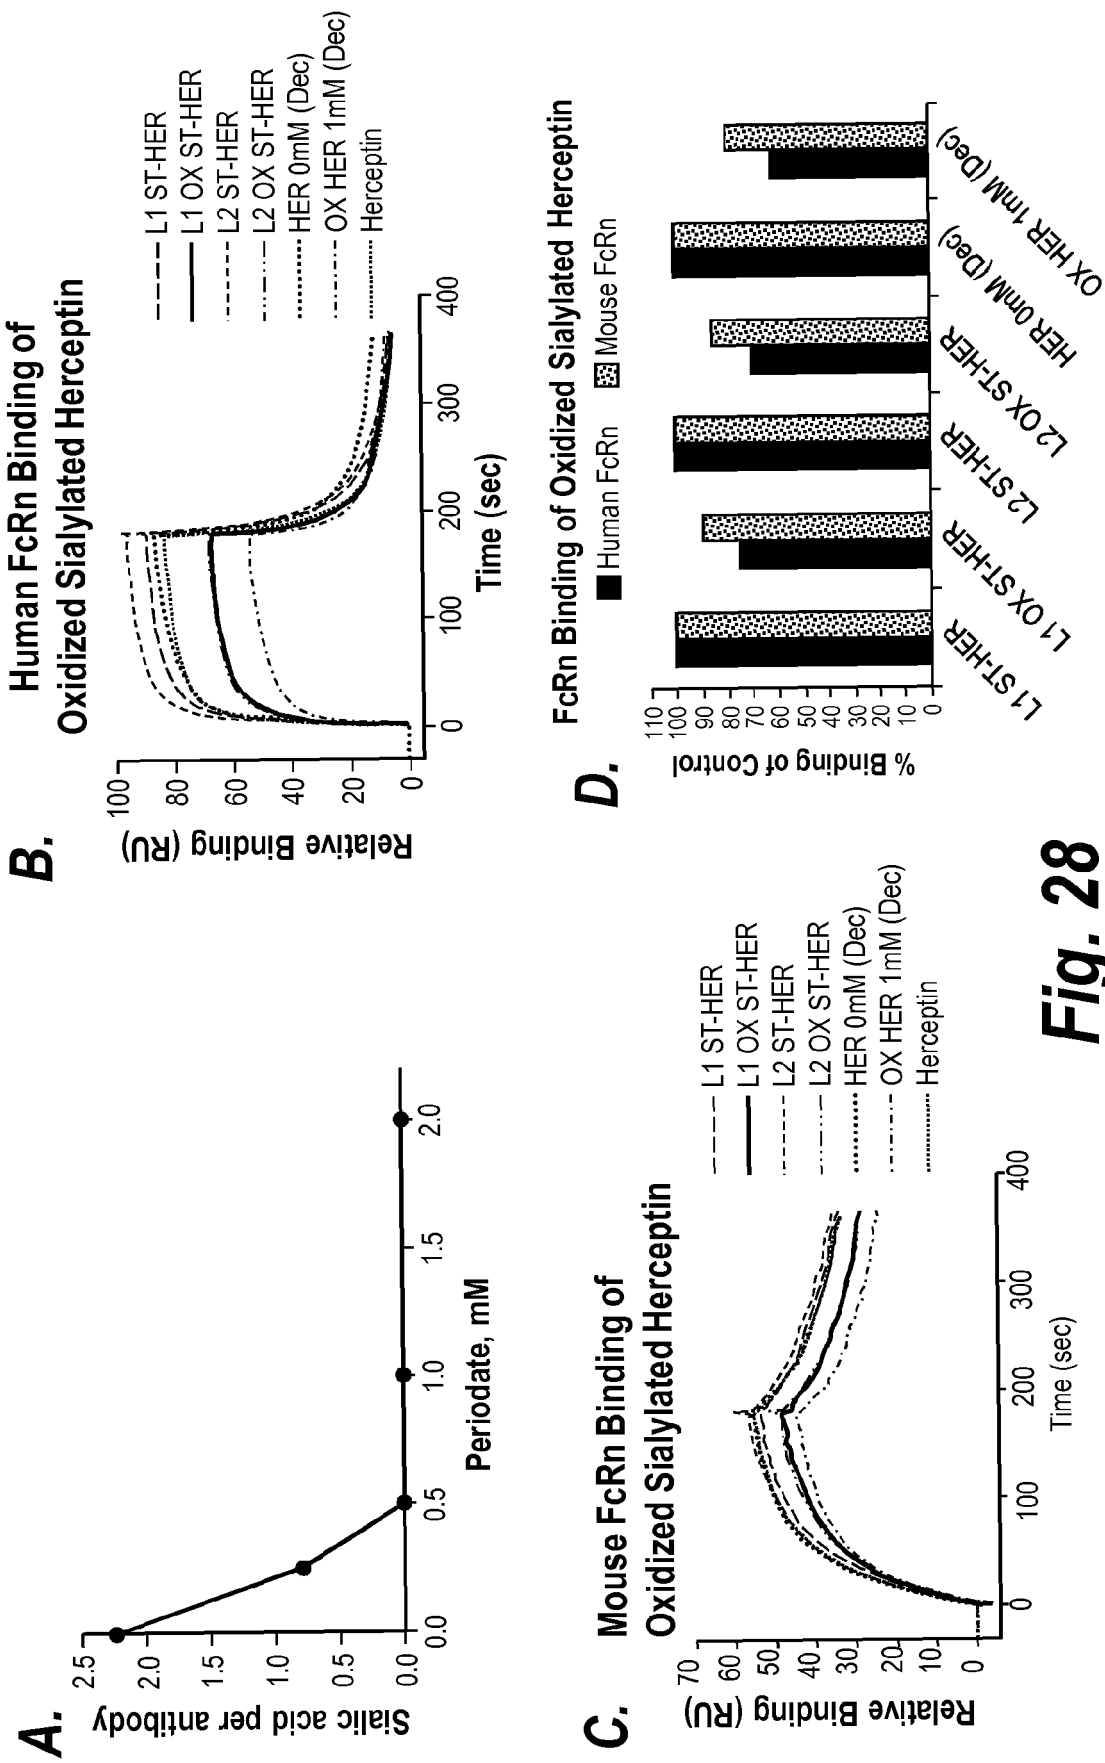 A.
Sialic acid per antibody
2.5
2.0
1.5
1.0
0.5
0.0
0.0
0.5
1.0
1.5
2.0
Periodate, mM
B.
Human FcRn Binding of
Oxidized Sialylated Herceptin
Relative Binding (RU)
100
80
60
40
20
0
0
100
200
300
400
Time (sec)
L1 ST-HER
L1 OX ST-HER
L2 ST-HER
L2 OX ST-HER
HER 0mM (Dec)
OX HER 1mM (Dec)
Herceptin
C.
Mouse FcRn Binding of
Oxidized Sialylated Herceptin
Relative Binding (RU)
70
60
50
40
30
20
10
0
0
100
200
300
400
Time (sec)
L1 ST-HER
L1 OX ST-HER
L2 ST-HER
L2 OX ST-HER
HER 0mM (Dec)
OX HER 1mM (Dec)
Herceptin
D.
FcRn Binding of Oxidized Sialylated Herceptin
Human FcRn
Mouse FcRn
% Binding of Control
110
100
90
80
70
60
50
40
30
20
10
0
L1 ST-HER
L1 OX ST-HER
L2 ST-HER
L2 OX ST-HER
HER 0mM (Dec)
OX HER 1mM (Dec)
Fig. 28